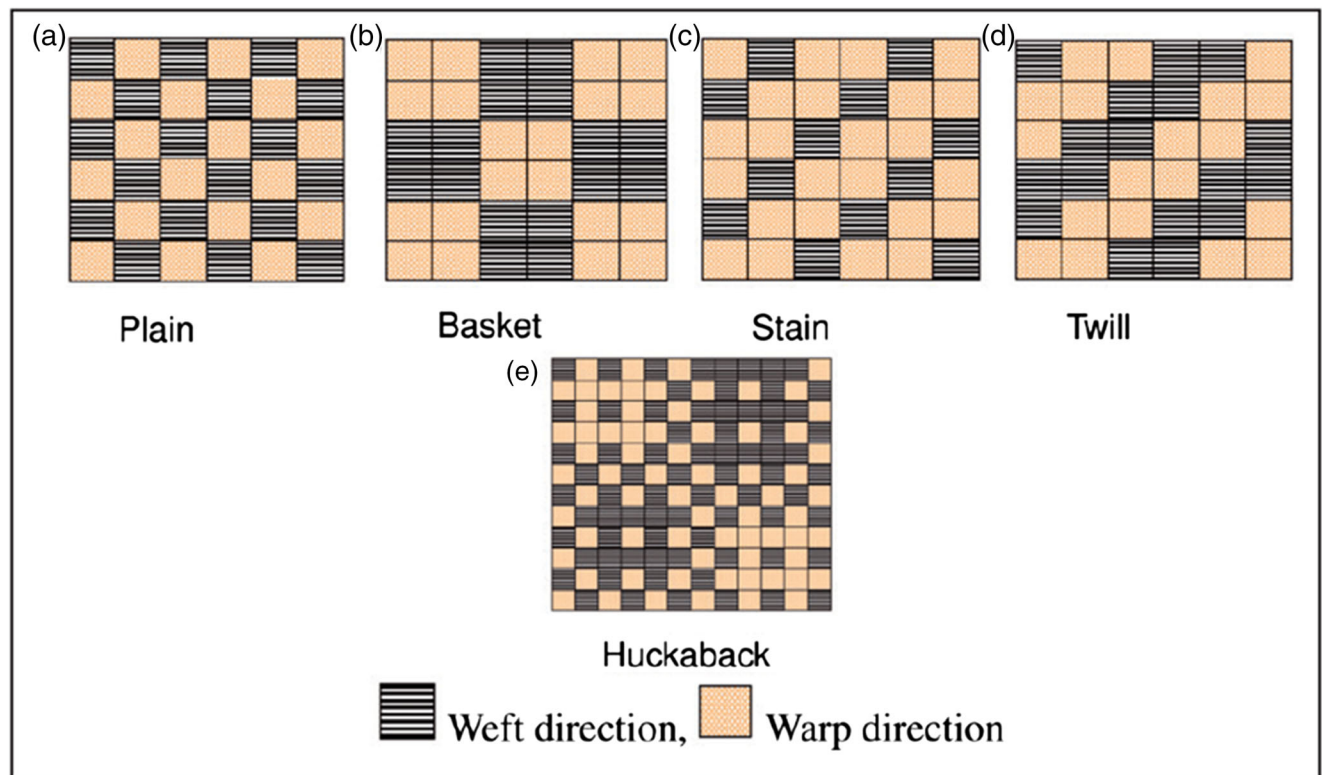 (a) (b) (c) (d)
Plain Basket Stain Twill
(e)
Huckaback
Weft direction, Warp direction